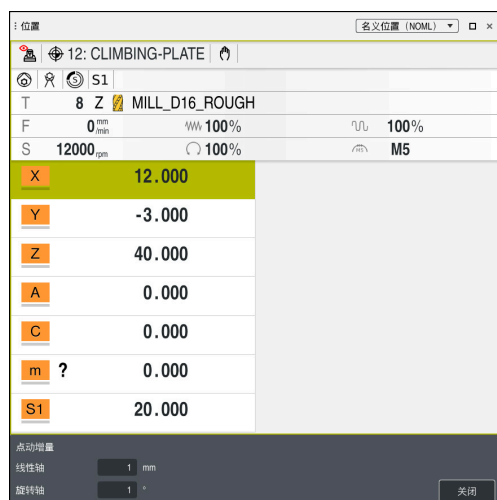 位置 名义位置 (NOML)
12: CLIMBING-PLATE
S1
T 8 Z MILL_D16_ROUGH
F 0 mm/min 100% 100%
S 12000 rpm 100% M5
X 12.000
Y -3.000
Z 40.000
A 0.000
C 0.000
m ? 0.000
S1 20.000
点动增量
线性轴 1 mm
旋转轴 1 °
关闭